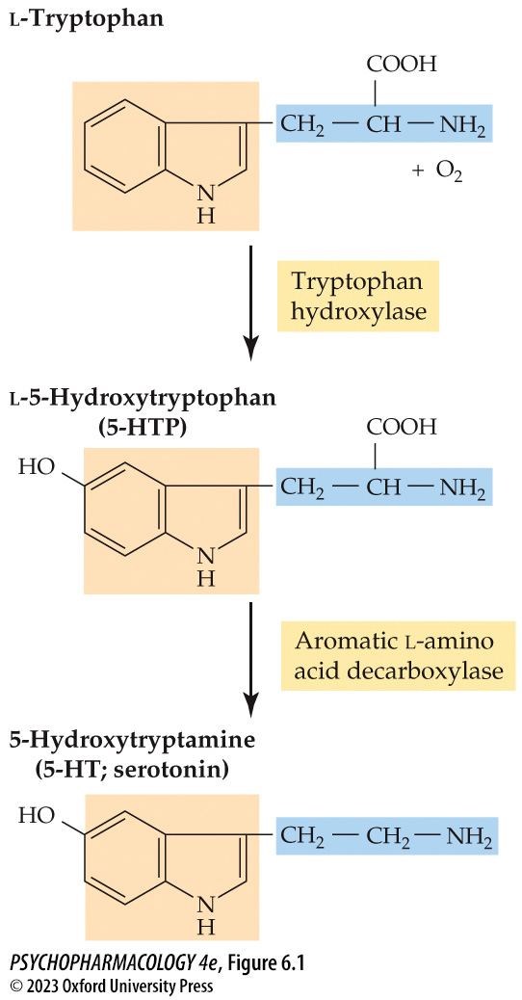 L-Tryptophan
COOH
CH₂ — CH — NH₂
+ O₂
N
H
Tryptophan
hydroxylase
L-5-Hydroxytryptophan
(5-HTP)
COOH
HO
CH₂ — CH — NH₂
N
H
Aromatic L-amino
acid decarboxylase
5-Hydroxytryptamine
(5-HT; serotonin)
HO
CH₂ — CH₂ — NH₂
N
H
PSYCHOPHARMACOLOGY 4e, Figure 6.1
© 2023 Oxford University Press